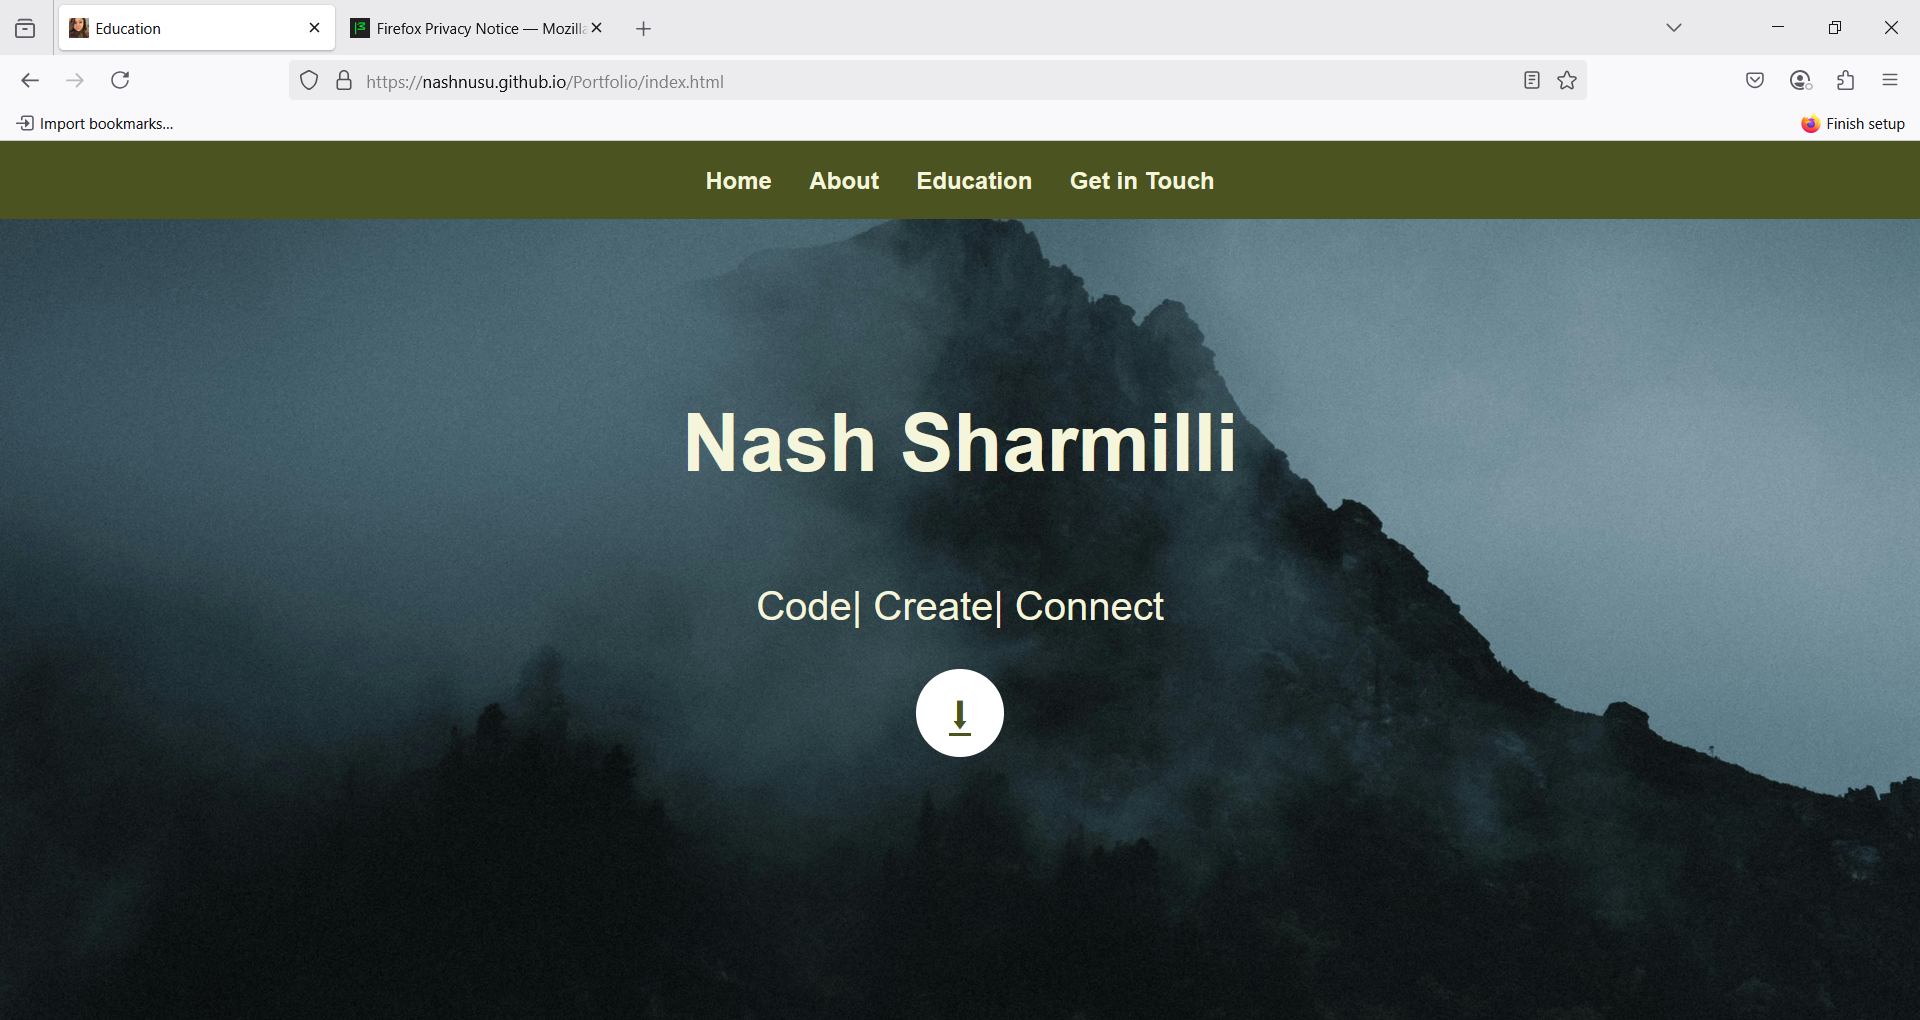 Education
Firefox Privacy Notice — Mozill
https://nashnusu.github.io/Portfolio/index.html
Import bookmarks...
Finish setup
Home About Education Get in Touch
Nash Sharmilli
Code| Create| Connect